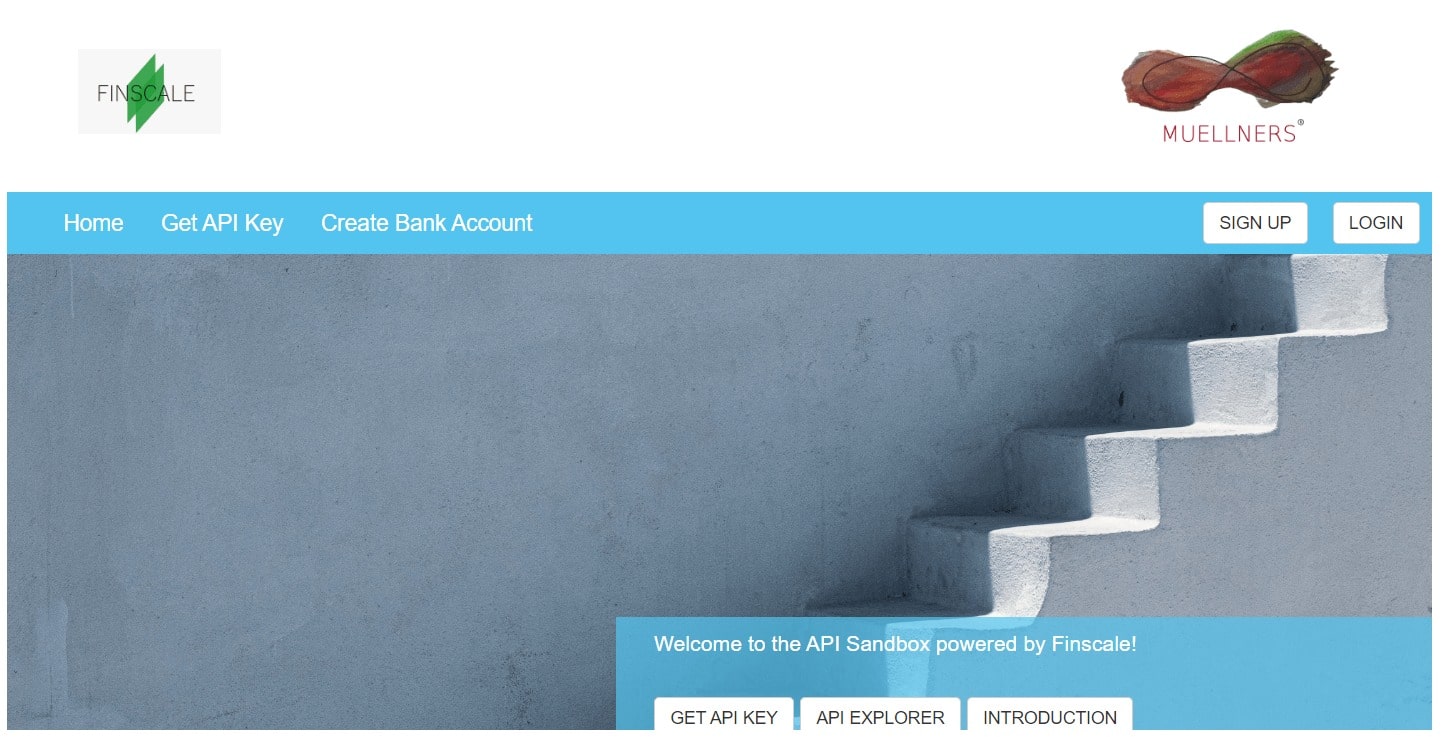 FINSCALE
MUELLNERS®
Home Get API Key Create Bank Account SIGN UP LOGIN
Welcome to the API Sandbox powered by Finscale!
GET API KEY API EXPLORER INTRODUCTION